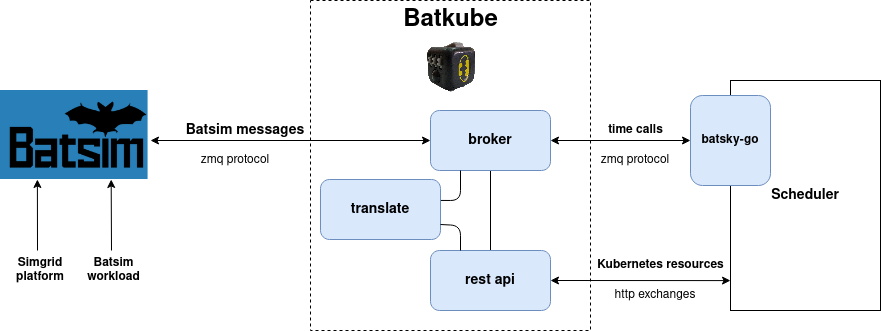 Batkube
Batsim
Batsim messages
zmq protocol
broker
time calls
zmq protocol
batsky-go
translate
Scheduler
Simgrid
platform
Batsim
workload
rest api
Kubernetes resources
http exchanges